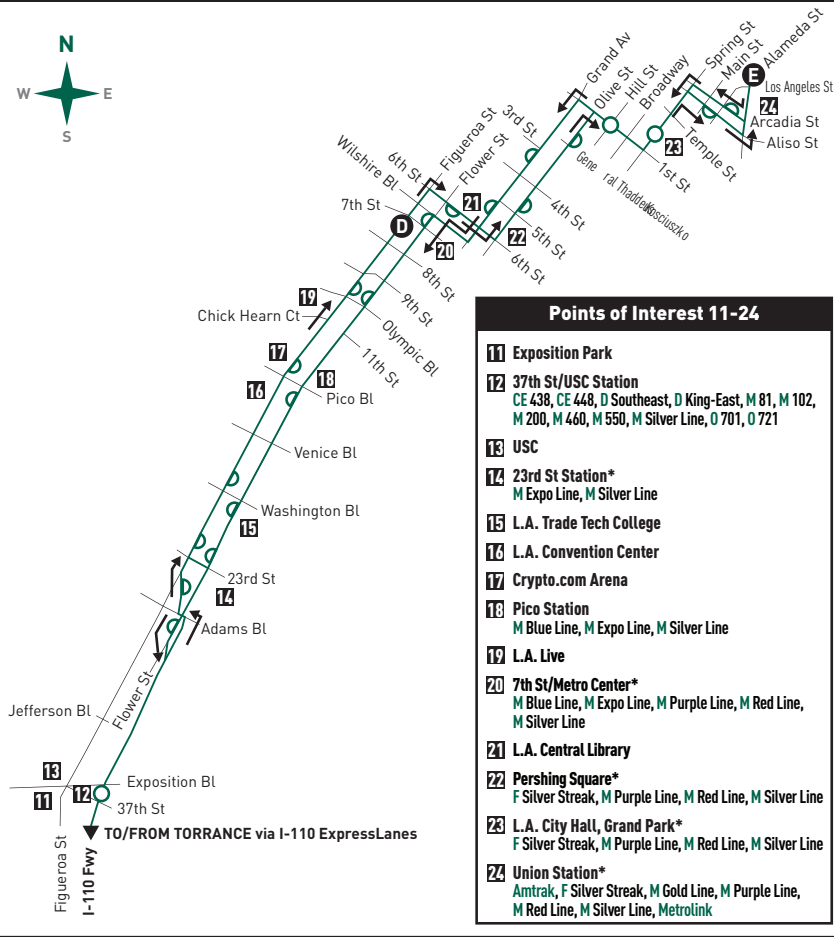 N
W
E
S
Grand Av
Olive St
Hill St
Broadway
Spring St
Main St
Alameda St
E
Los Angeles St
24
Arcadia St
Aliso St
23
Temple St
1st St
3rd St
Gene
ral Thaddeus
Kosciuszko
Figueroa St
Flower St
6th St
Wilshire Bl
7th St
D
21
20
22
4th St
5th St
6th St
8th St
9th St
Olympic Bl
11th St
19
Chick Hearn Ct
17
16
18
Pico Bl
Venice Bl
Washington Bl
15
23rd St
14
Adams Bl
Flower St
Jefferson Bl
13
11
12
Exposition Bl
37th St
TO/FROM TORRANCE via I-110 ExpressLanes
Figueroa St
I-110 Fwy
Points of Interest 11-24
11 Exposition Park
12 37th St/USC Station
CE 438, CE 448, D Southeast, D King-East, M 81, M 102,
M 200, M 460, M 550, M Silver Line, O 701, O 721
13 USC
14 23rd St Station*
M Expo Line, M Silver Line
15 L.A. Trade Tech College
16 L.A. Convention Center
17 Crypto.com Arena
18 Pico Station
M Blue Line, M Expo Line, M Silver Line
19 L.A. Live
20 7th St/Metro Center*
M Blue Line, M Expo Line, M Purple Line, M Red Line,
M Silver Line
21 L.A. Central Library
22 Pershing Square*
F Silver Streak, M Purple Line, M Red Line, M Silver Line
23 L.A. City Hall, Grand Park*
F Silver Streak, M Purple Line, M Red Line, M Silver Line
24 Union Station*
Amtrak, F Silver Streak, M Gold Line, M Purple Line,
M Red Line, M Silver Line, Metrolink